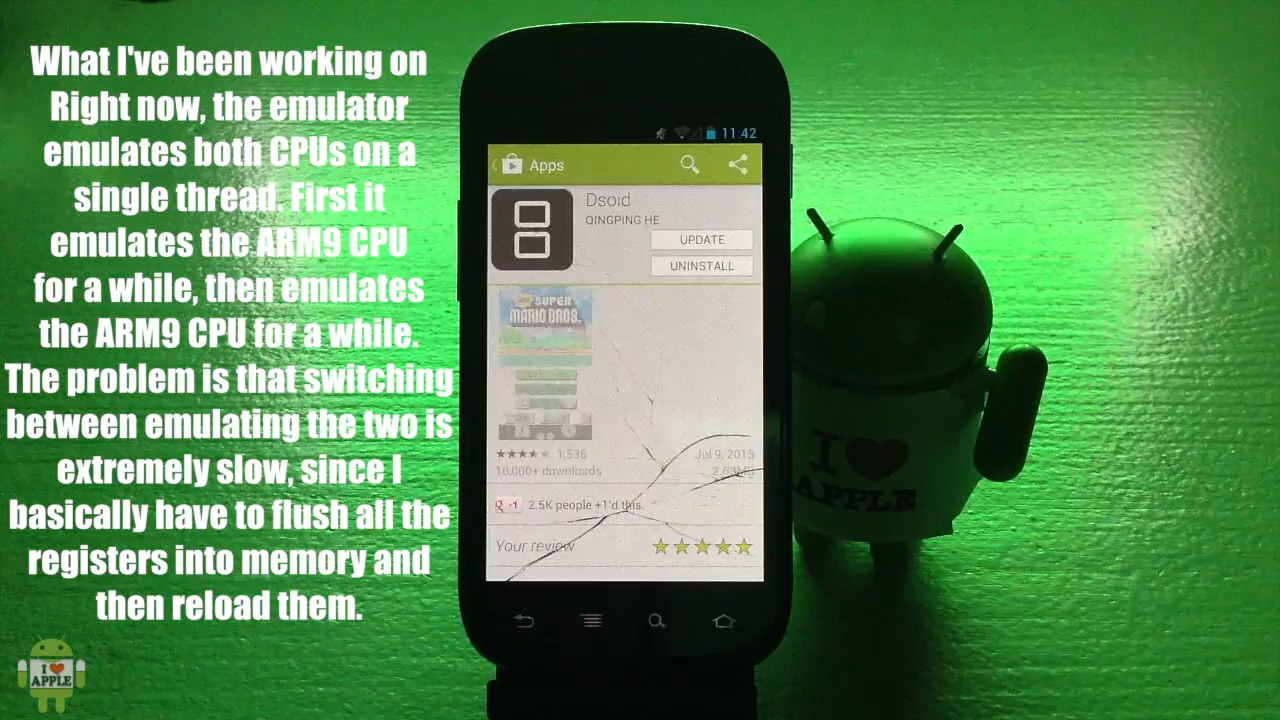 What I've been working on
Right now, the emulator
emulates both CPUs on a
single thread. First it
emulates the ARM9 CPU
for a while, then emulates
the ARM9 CPU for a while.
The problem is that switching
between emulating the two is
extremely slow, since I
basically have to flush all the
registers into memory and
then reload them.
I
APPLE
11:42
Apps
Dsoid
QINGPING HE
UPDATE
UNINSTALL
SUPER
MARIO BROS.
1,536
10,000+ downloads
Jul 9, 2013
2.03MB
g +1
2.5K people +1'd this.
Your review
I
APPLE